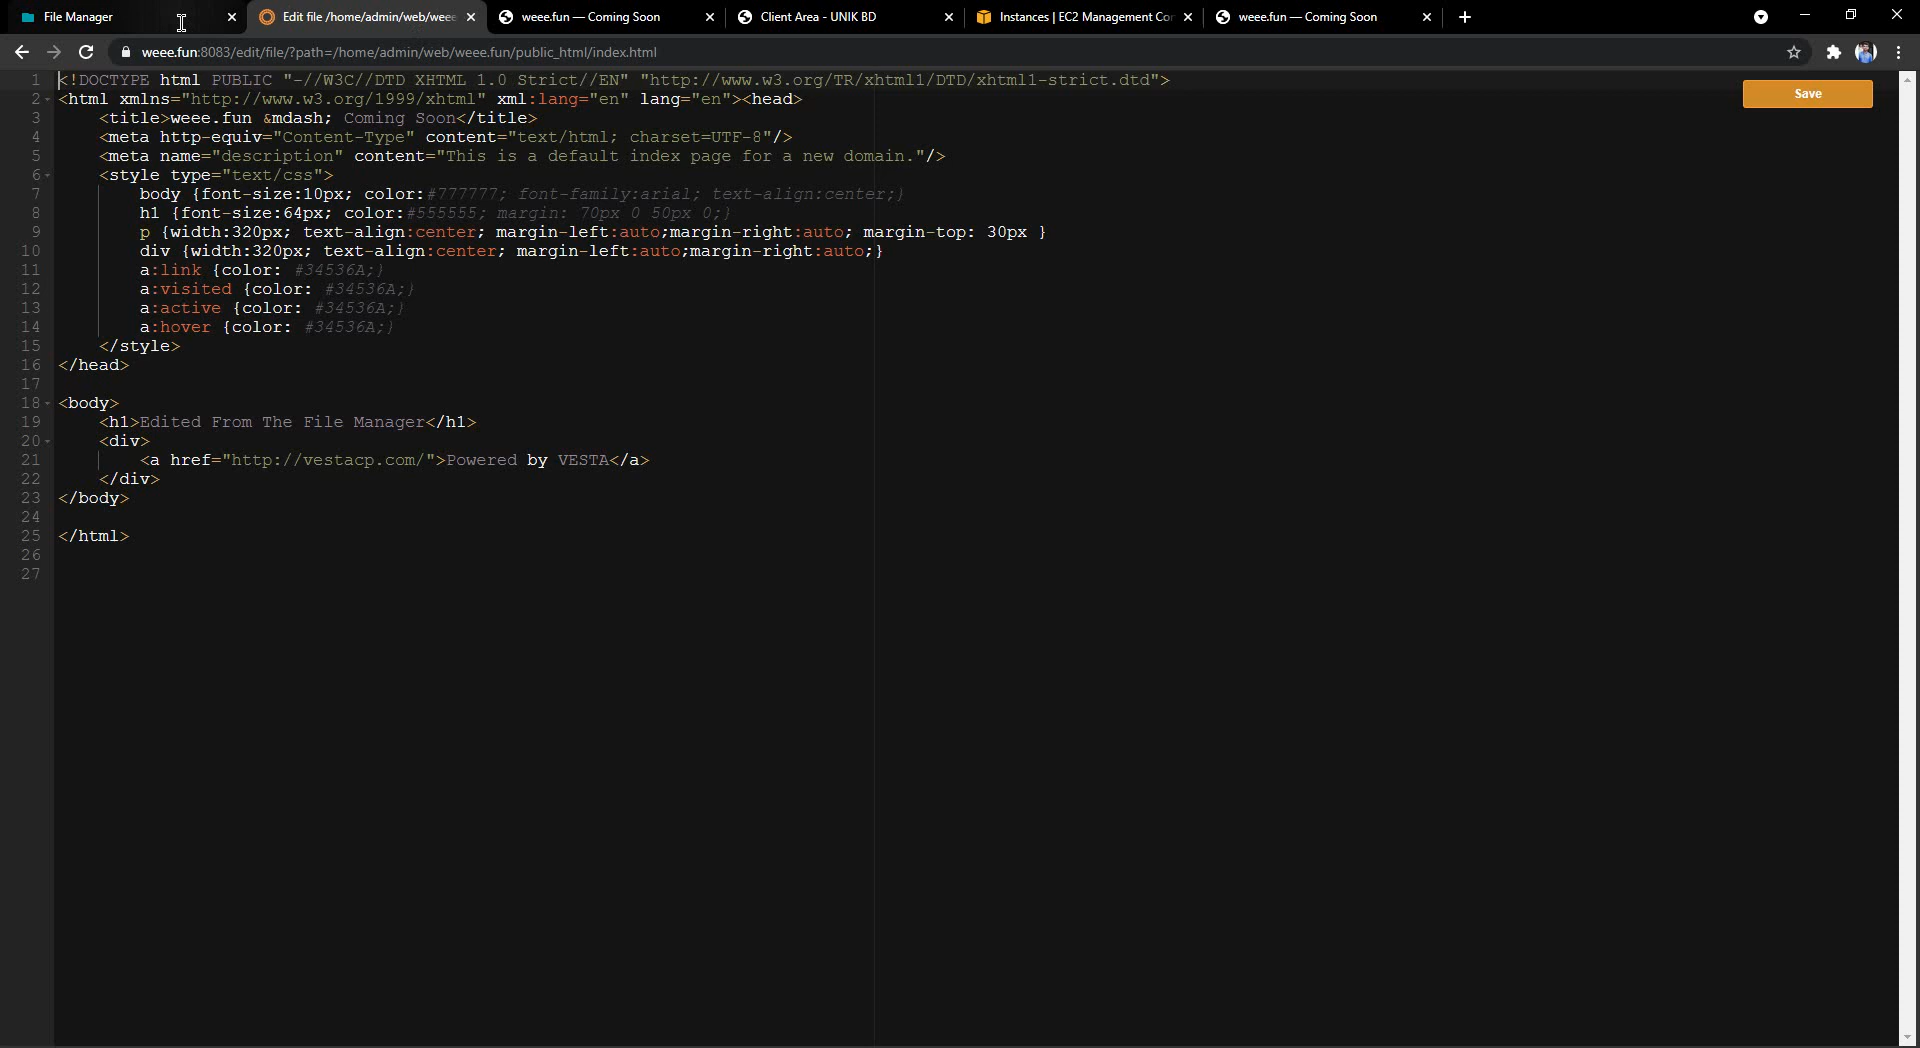 File Manager
Edit file /home/admin/web/weee
weee.fun — Coming Soon
Client Area - UNIK BD
Instances | EC2 Management Con
weee.fun — Coming Soon
weee.fun:8083/edit/file/?path=/home/admin/web/weee.fun/public_html/index.html
Save
1 <!DOCTYPE html PUBLIC "-//W3C//DTD XHTML 1.0 Strict//EN" "http://www.w3.org/TR/xhtml1/DTD/xhtml1-strict.dtd">
2 <html xmlns="http://www.w3.org/1999/xhtml" xml:lang="en" lang="en"><head>
3 <title>weee.fun &mdash; Coming Soon</title>
4 <meta http-equiv="Content-Type" content="text/html; charset=UTF-8"/>
5 <meta name="description" content="This is a default index page for a new domain."/>
6 <style type="text/css">
7 body {font-size:10px; color:#777777; font-family:arial; text-align:center;}
8 h1 {font-size:64px; color:#555555; margin: 70px 0 50px 0;}
9 p {width:320px; text-align:center; margin-left:auto;margin-right:auto; margin-top: 30px }
10 div {width:320px; text-align:center; margin-left:auto;margin-right:auto;}
11 a:link {color: #34536A;}
12 a:visited {color: #34536A;}
13 a:active {color: #34536A;}
14 a:hover {color: #34536A;}
15 </style>
16 </head>
17
18 <body>
19 <h1>Edited From The File Manager</h1>
20 <div>
21 <a href="http://vestacp.com/">Powered by VESTA</a>
22 </div>
23 </body>
24
25 </html>
26
27